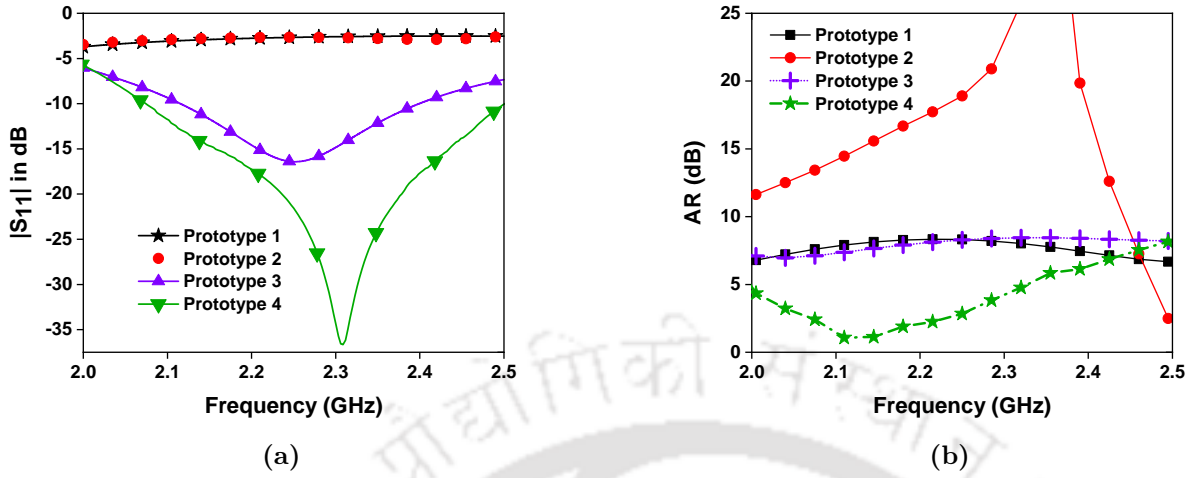 0
-5
-10
-15
-20
-25
-30
-35
|S11| in dB
Prototype 1
Prototype 2
Prototype 3
Prototype 4
2.0 2.1 2.2 2.3 2.4 2.5
Frequency (GHz)
(a)
25
20
15
10
5
0
AR (dB)
Prototype 1
Prototype 2
Prototype 3
Prototype 4
2.0 2.1 2.2 2.3 2.4 2.5
Frequency (GHz)
(b)